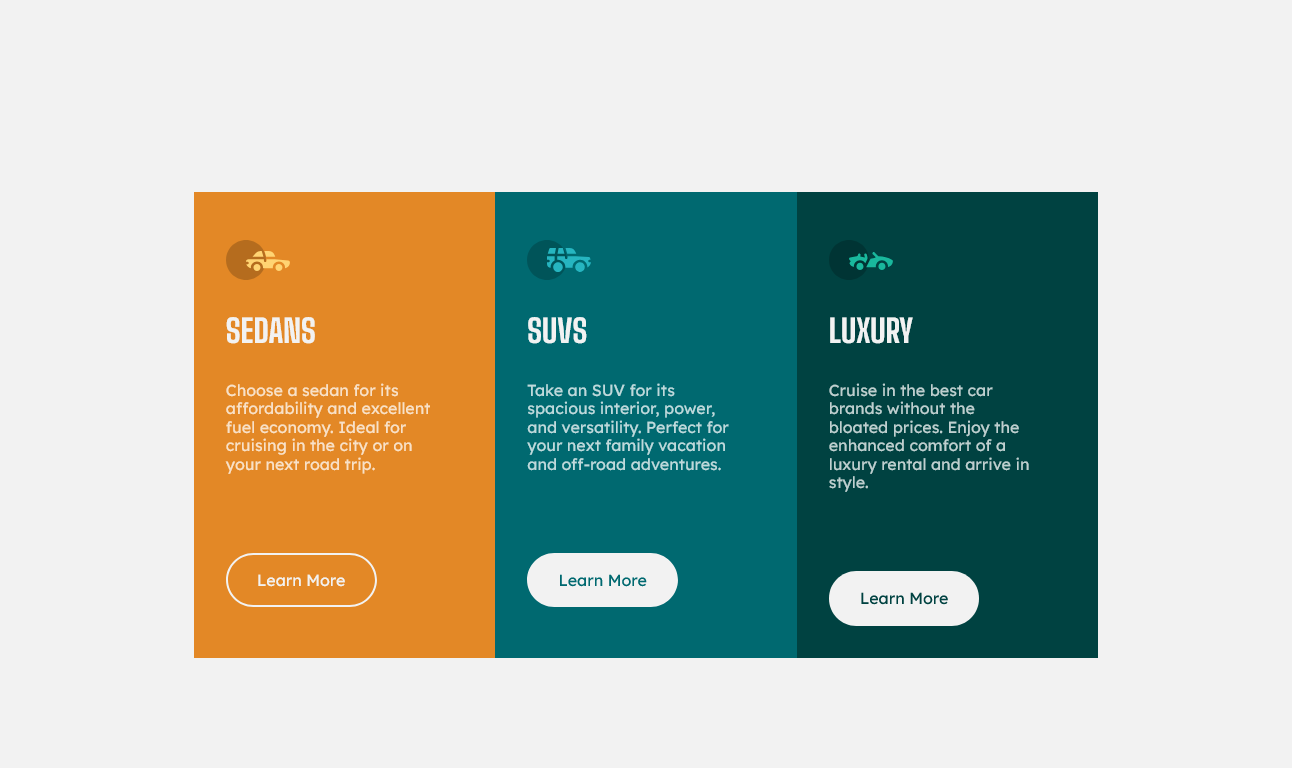 SEDANS
Choose a sedan for its
affordability and excellent
fuel economy. Ideal for
cruising in the city or on
your next road trip.
Learn More
SUVS
Take an SUV for its
spacious interior, power,
and versatility. Perfect for
your next family vacation
and off-road adventures.
Learn More
LUXURY
Cruise in the best car
brands without the
bloated prices. Enjoy the
enhanced comfort of a
luxury rental and arrive in
style.
Learn More